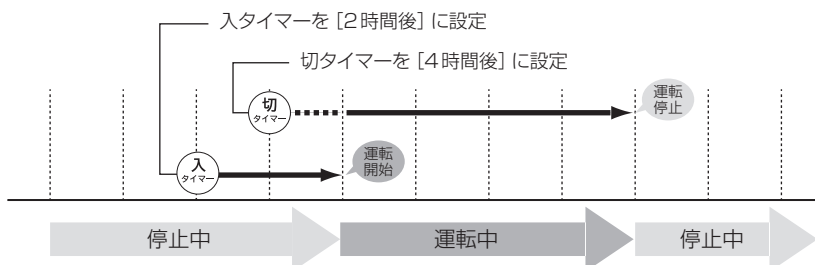 入タイマーを [2時間後] に設定
切タイマーを [4時間後] に設定
切
タイマー
運転
停止
入
タイマー
運転
開始
停止中
運転中
停止中